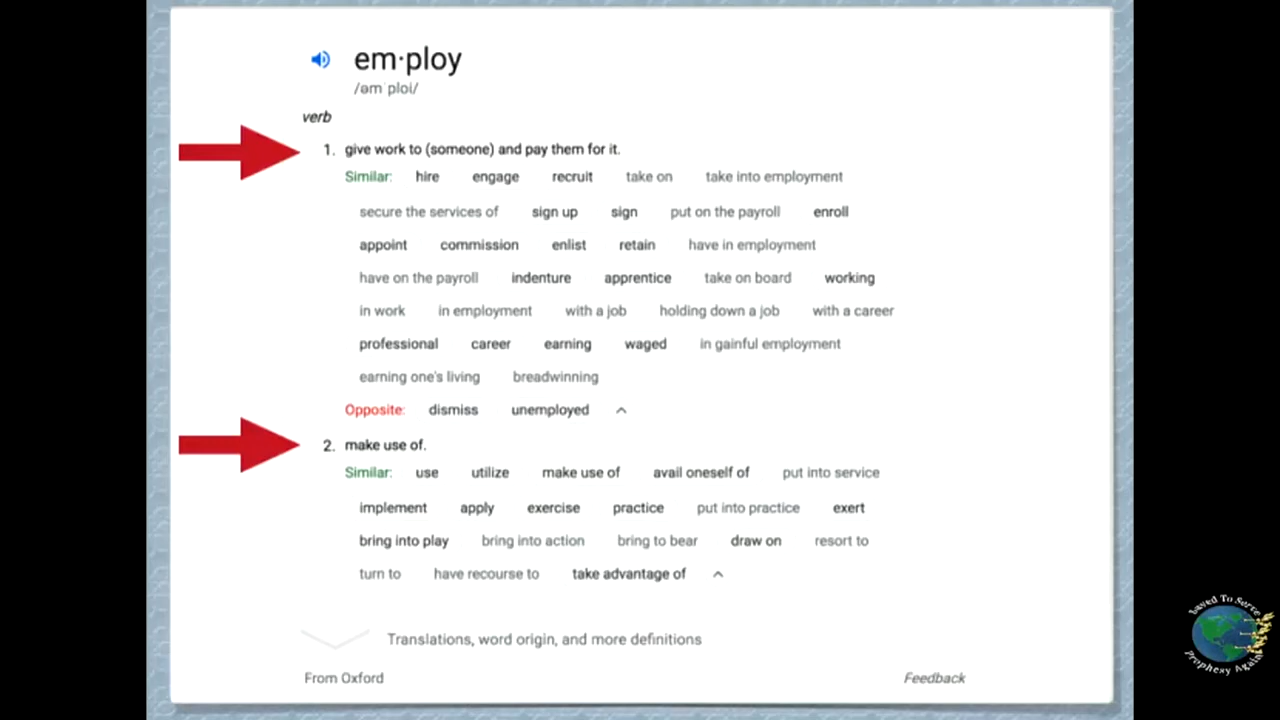 em·ploy
/əmˈploi/
verb
1. give work to (someone) and pay them for it.
Similar: hire engage recruit take on take into employment
secure the services of sign up sign put on the payroll enroll
appoint commission enlist retain have in employment
have on the payroll indenture apprentice take on board working
in work in employment with a job holding down a job with a career
professional career earning waged in gainful employment
earning one's living breadwinning
Opposite: dismiss unemployed
2. make use of.
Similar: use utilize make use of avail oneself of put into service
implement apply exercise practice put into practice exert
bring into play bring into action bring to bear draw on resort to
turn to have recourse to take advantage of
Translations, word origin, and more definitions
From Oxford Feedback
To Serve
Prophesy Again